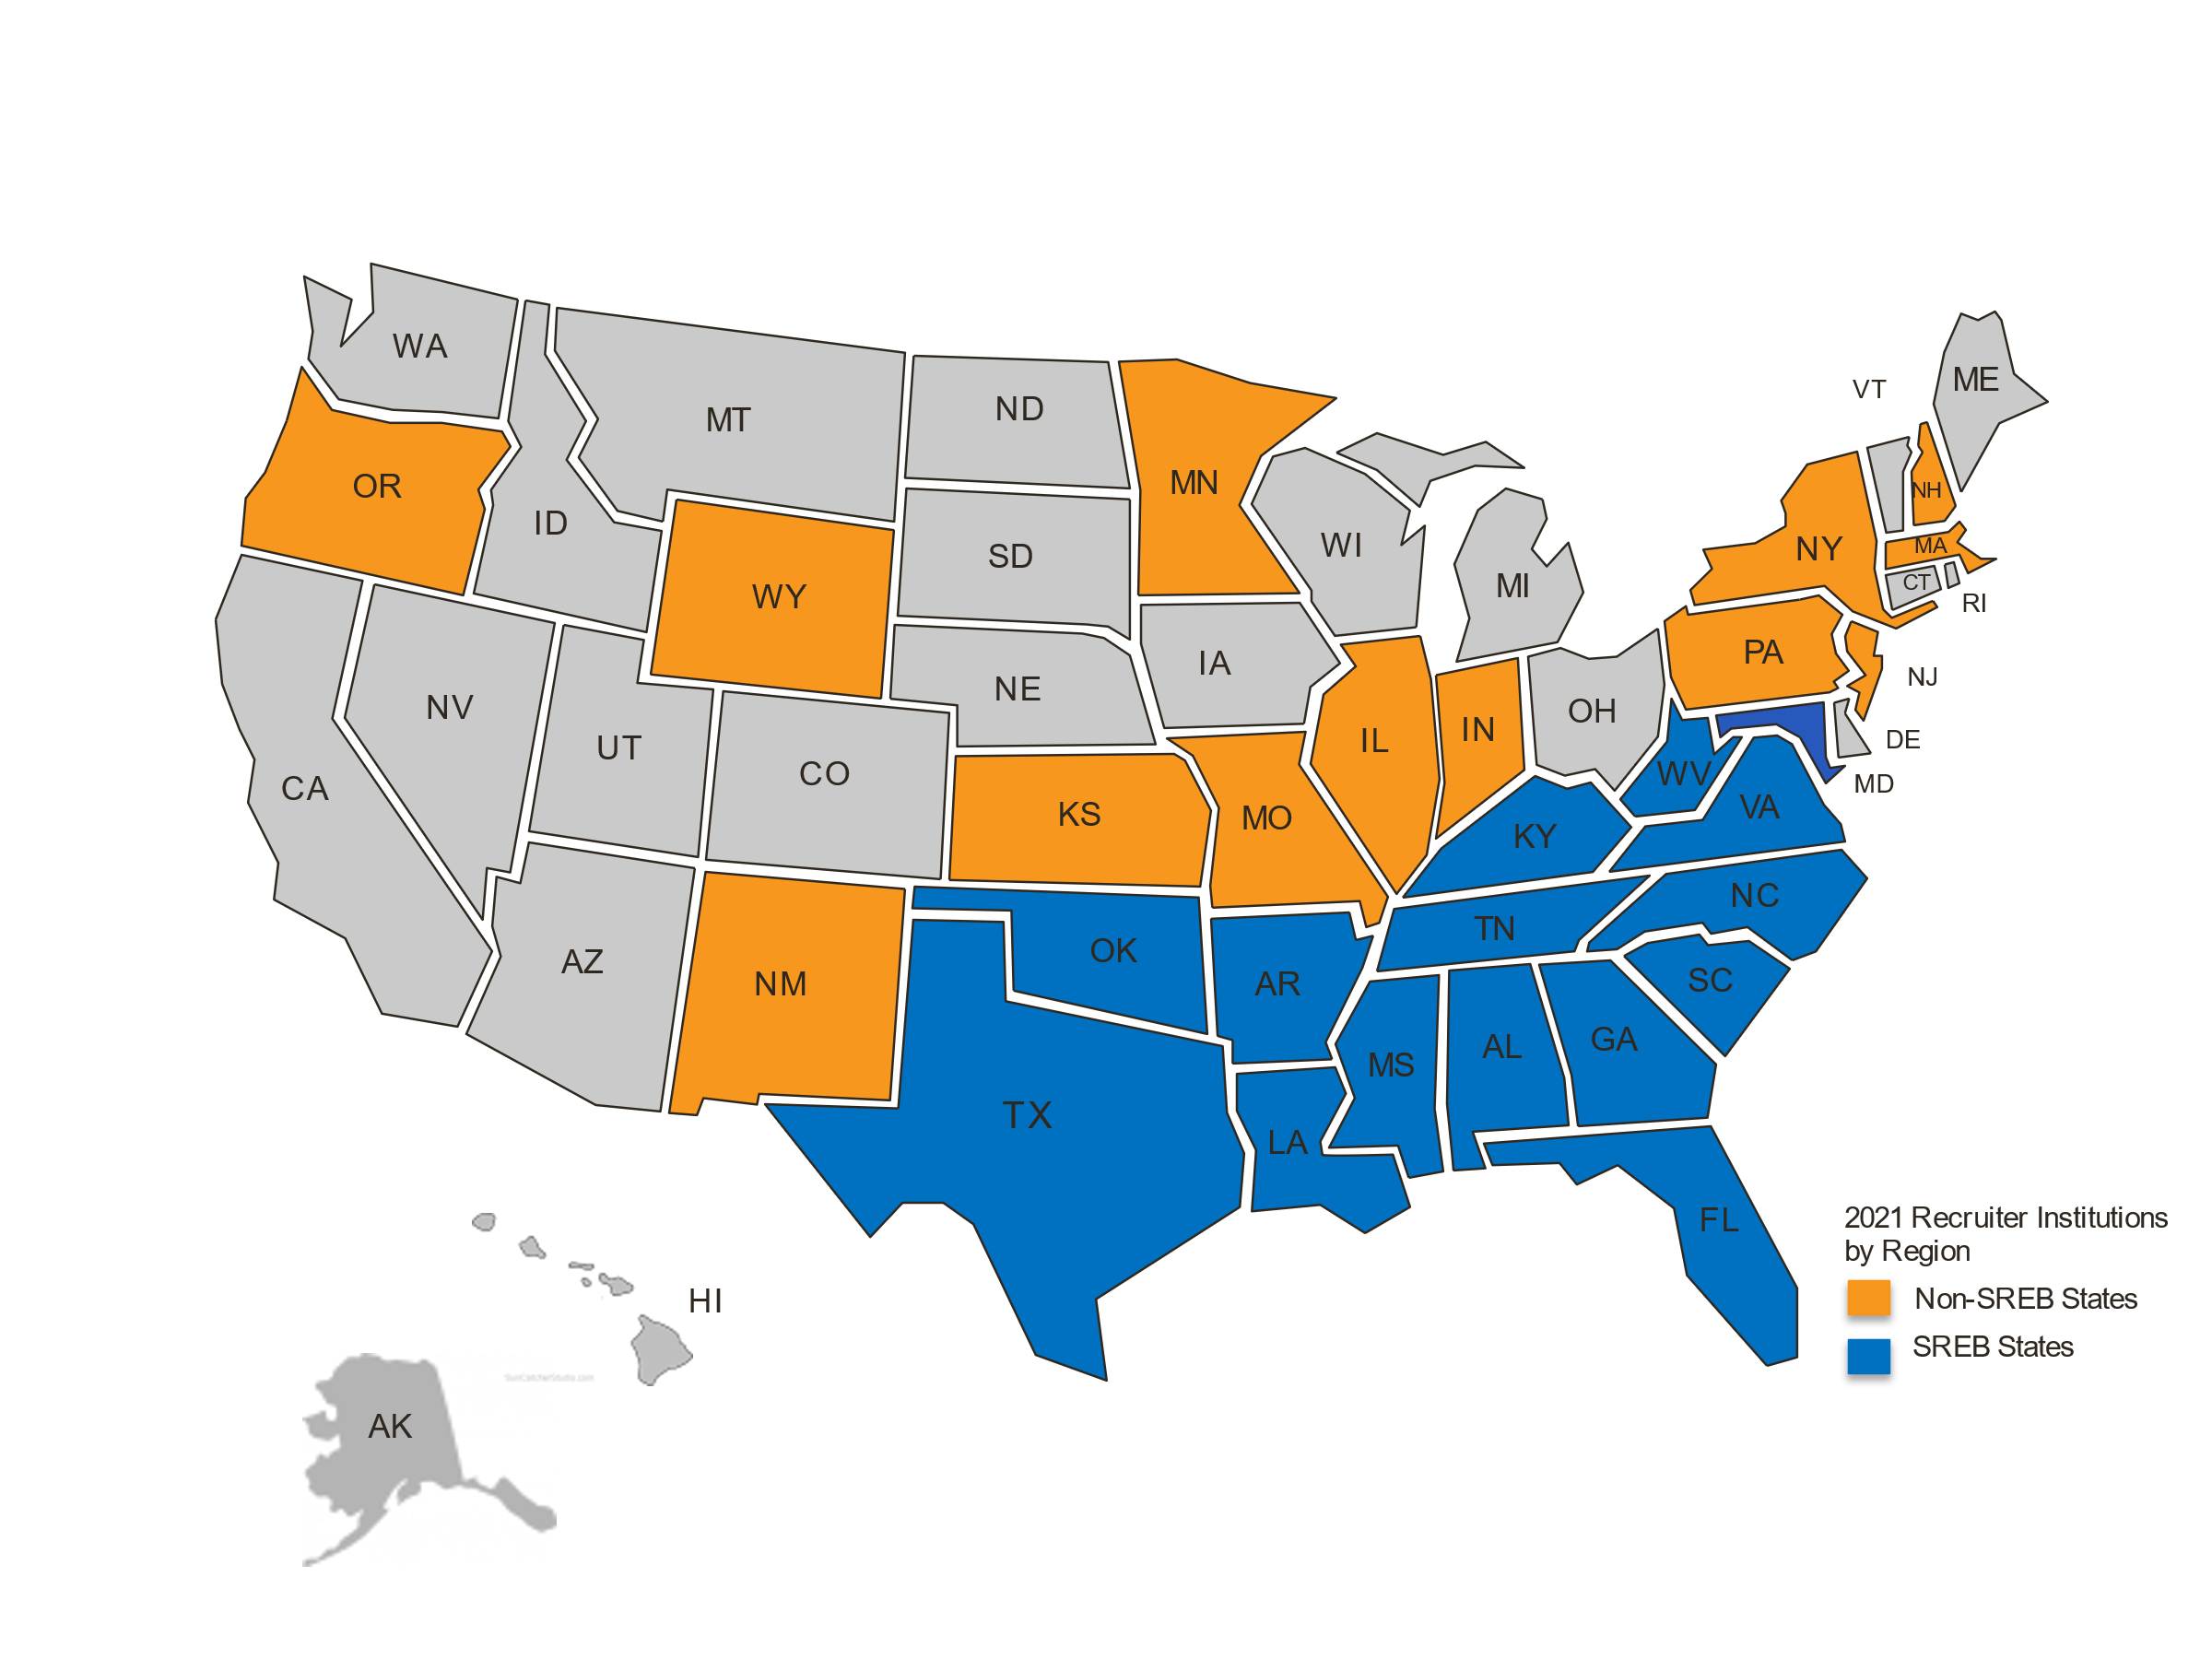 WA
ME
VT
MT
ND
OR
MN
NH
ID
WI
MA
NY
SD
CT
MI
WY
RI
PA
IA
NJ
NE
NV
OH
IN
DE
IL
UT
CO
WV
MD
CA
VA
KS
MO
KY
NC
TN
OK
AZ
SC
NM
AR
GA
AL
MS
TX
LA
2021 Recruiter Institutions
FL
by Region
HI
Non-SREB States
SREB States
SunCatcherStudio.com
AK